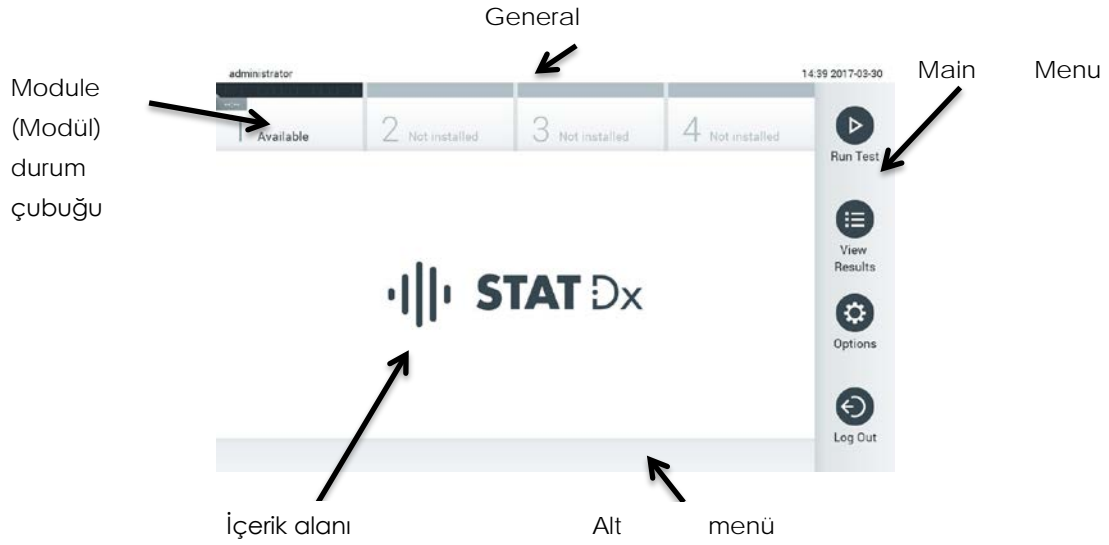 General
administrator
14:39 2017-03-30
Main Menu
Module
(Modül)
durum
çubuğu
1 Available
2 Not installed
3 Not installed
4 Not installed
Run Test
View
Results
STAT Dx
Options
Log Out
İçerik alanı
Alt menü